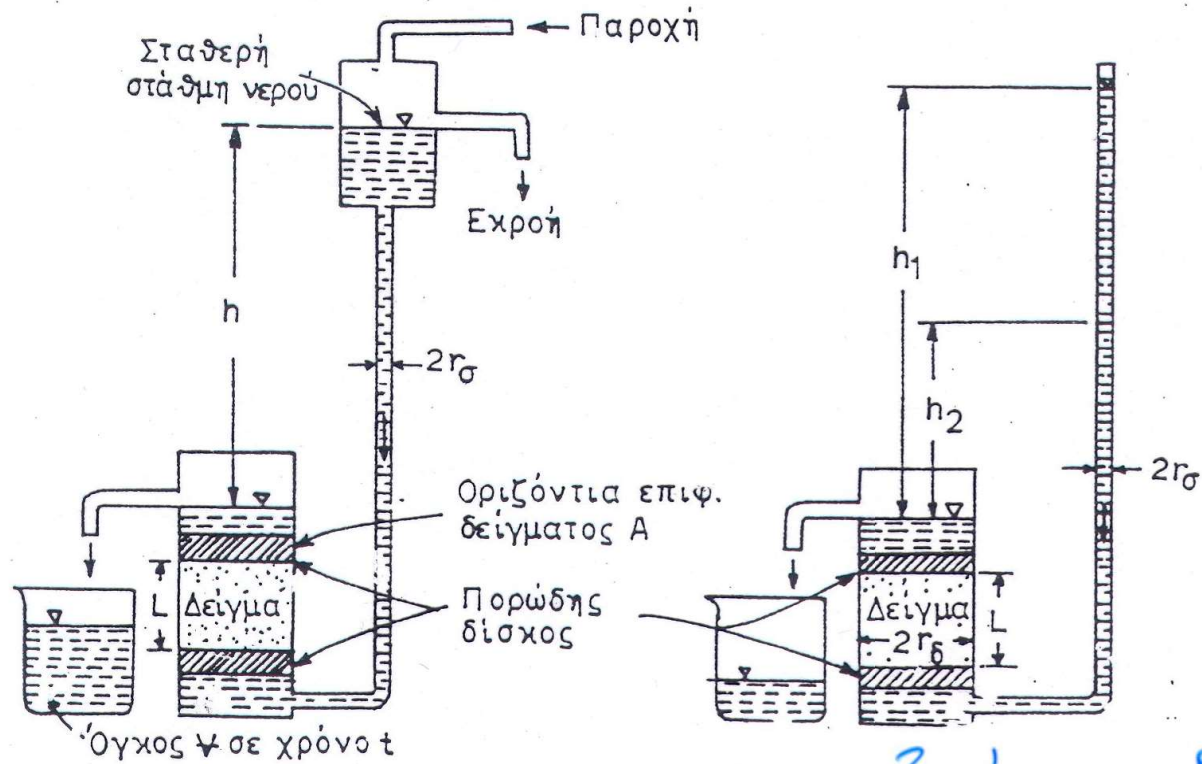 Παροχή
Σταθερή
στάθμη νερού
Εκροή
h
2rσ
Οριζόντια επιφ.
δείγματος Α
L
Δείγμα
Πορώδης
δίσκος
Όγκος V σε χρόνο t
h1
h2
2rσ
Δείγμα
2rδ
L